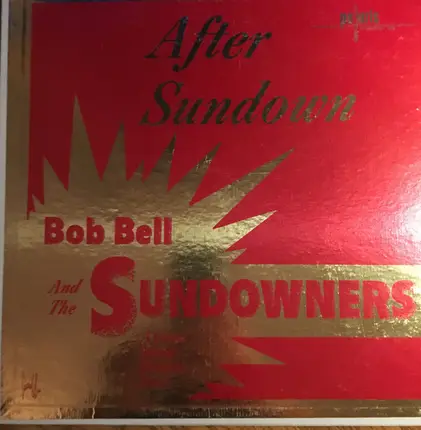 After
Sundown
Bob Bell
And
The
SUNDOWNERS